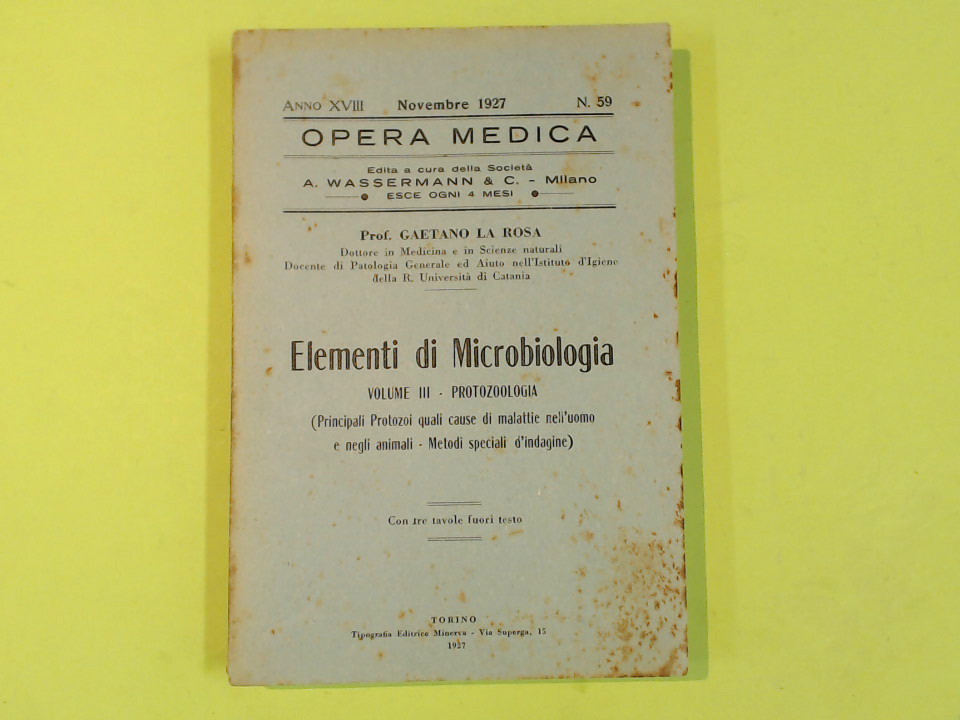 ANNO XVIII Novembre 1927 N. 59
OPERA MEDICA
Edita a cura della Società
A. WASSERMANN & C. - Milano
ESCE OGNI 4 MESI
Prof. GAETANO LA ROSA
Dottore in Medicina e in Scienze naturali
Docente di Patologia Generale ed Aiuto nell'Istituto d'Igiene
della R. Università di Catania
Elementi di Microbiologia
VOLUME III - PROTOZOOLOGIA
(Principali Protozoi quali cause di malattie nell'uomo
e negli animali - Metodi speciali d'indagine)
Con tre tavole fuori testo
TORINO
Tipografia Editrice Minerva - Via Superga, 15
1927